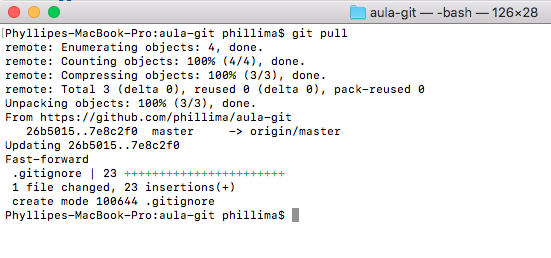 aula-git — -bash — 126×28
[Phyllipes-MacBook-Pro:aula-git phillima$ git pull
remote: Enumerating objects: 4, done.
remote: Counting objects: 100% (4/4), done.
remote: Compressing objects: 100% (3/3), done.
remote: Total 3 (delta 0), reused 0 (delta 0), pack-reused 0
Unpacking objects: 100% (3/3), done.
From https://github.com/phillima/aula-git
   26b5015..7e8c2f0  master     -> origin/master
Updating 26b5015..7e8c2f0
Fast-forward
 .gitignore | 23 +++++++++++++++++++++++
 1 file changed, 23 insertions(+)
 create mode 100644 .gitignore
Phyllipes-MacBook-Pro:aula-git phillima$